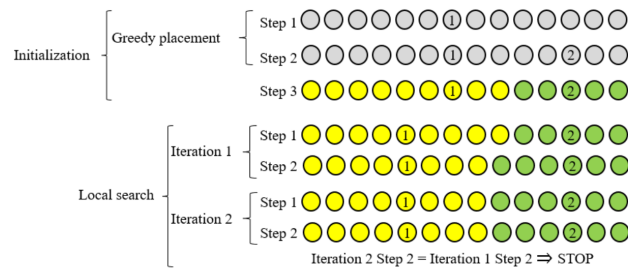 Step 1
1
Greedy placement
Initialization
Step 2
1
2
Step 3
1
2
Step 1
1
2
Iteration 1
Step 2
1
2
Local search
Step 1
1
2
Iteration 2
Step 2
1
2
Iteration 2 Step 2 = Iteration 1 Step 2 ⇒ STOP